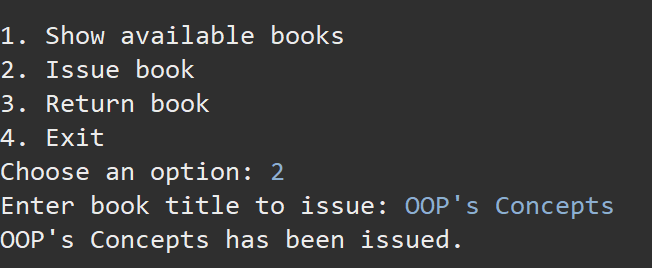 1. Show available books
2. Issue book
3. Return book
4. Exit
Choose an option: 2
Enter book title to issue: OOP's Concepts
OOP's Concepts has been issued.